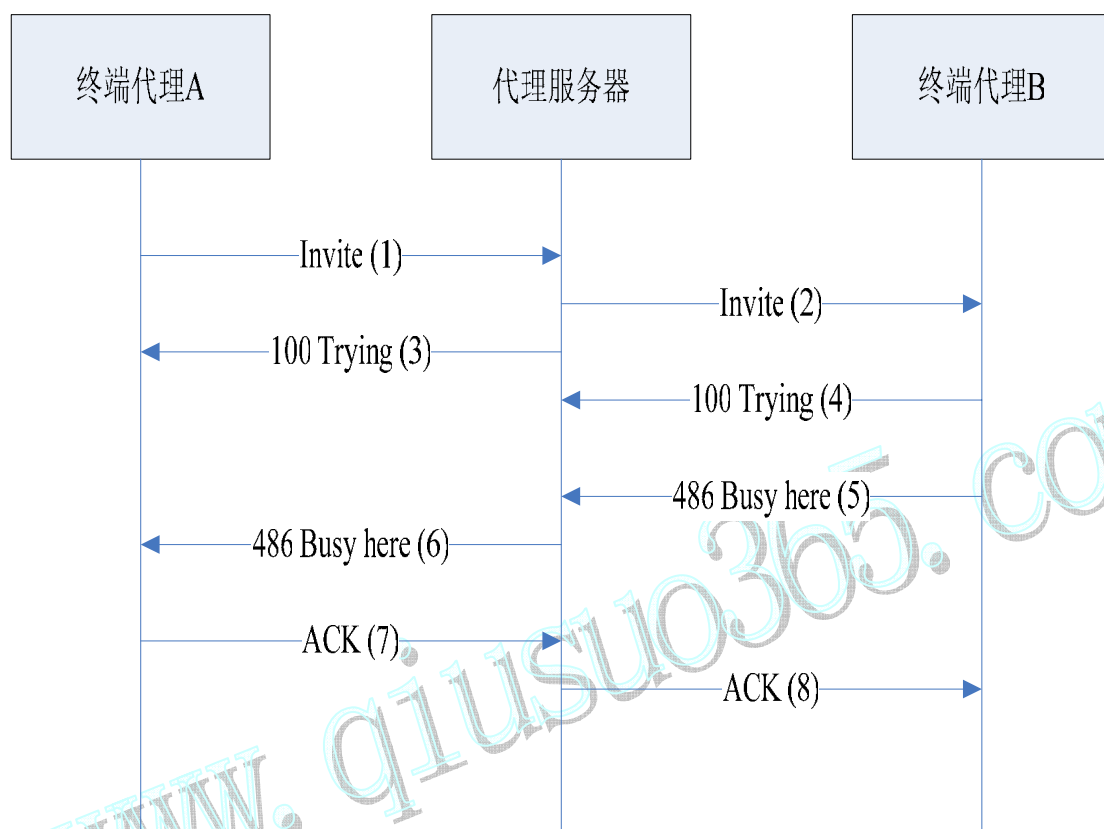 终端代理A
代理服务器
终端代理B
Invite (1)
Invite (2)
100 Trying (3)
100 Trying (4)
486 Busy here (5)
486 Busy here (6)
ACK (7)
ACK (8)
www.qiusuo365.co